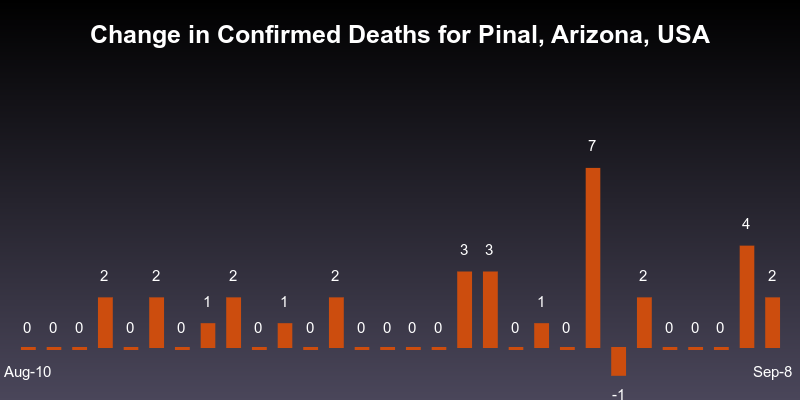 Change in Confirmed Deaths for Pinal, Arizona, USA
7
4
3 3
2 2 2 2 2 2
1 1 1
0 0 0 0 0 0 0 0 0 0 0 0 0 0 0 0
Aug-10 Sep-8
-1